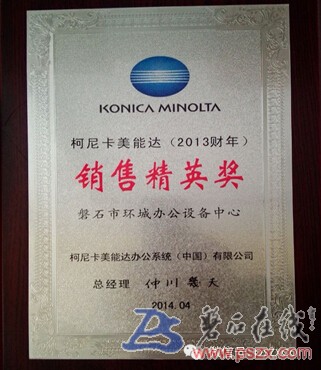 KONICA MINOLTA
柯尼卡美能达（2013财年）
销售精英奖
磐石市环城办公设备中心
柯尼卡美能达办公系统（中国）有限公司
总经理 仲川幾夫
2014.04
磐石在线
www.pszx.cc